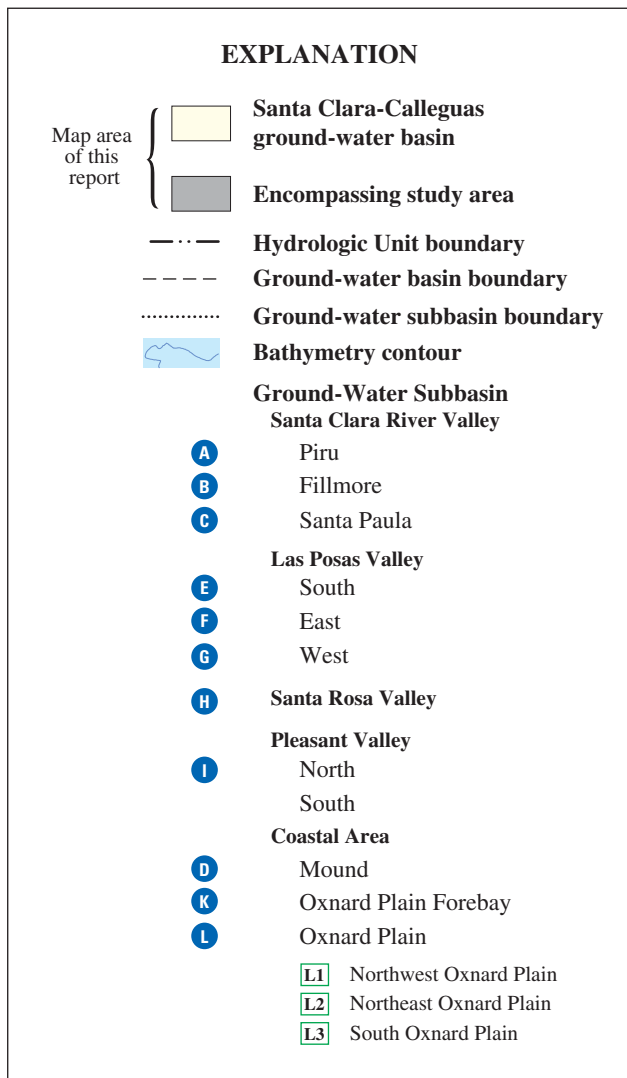 EXPLANATION
Map area
of this
report
Santa Clara-Calleguas
ground-water basin
Encompassing study area
Hydrologic Unit boundary
Ground-water basin boundary
Ground-water subbasin boundary
Bathymetry contour
Ground-Water Subbasin
Santa Clara River Valley
A Piru
B Fillmore
C Santa Paula
Las Posas Valley
E South
F East
G West
H Santa Rosa Valley
Pleasant Valley
I North
South
Coastal Area
D Mound
K Oxnard Plain Forebay
L Oxnard Plain
L1 Northwest Oxnard Plain
L2 Northeast Oxnard Plain
L3 South Oxnard Plain